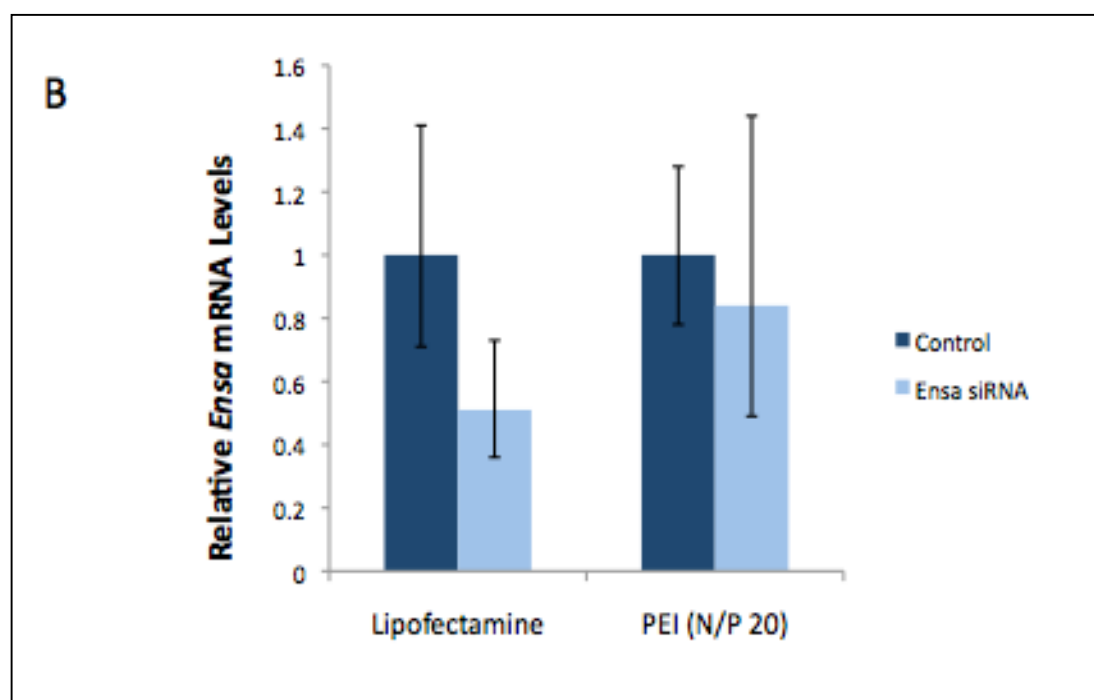 B
Relative Ensa mRNA Levels
1.6
1.4
1.2
1
0.8
0.6
0.4
0.2
0
Lipofectamine
PEI (N/P 20)
Control
Ensa siRNA